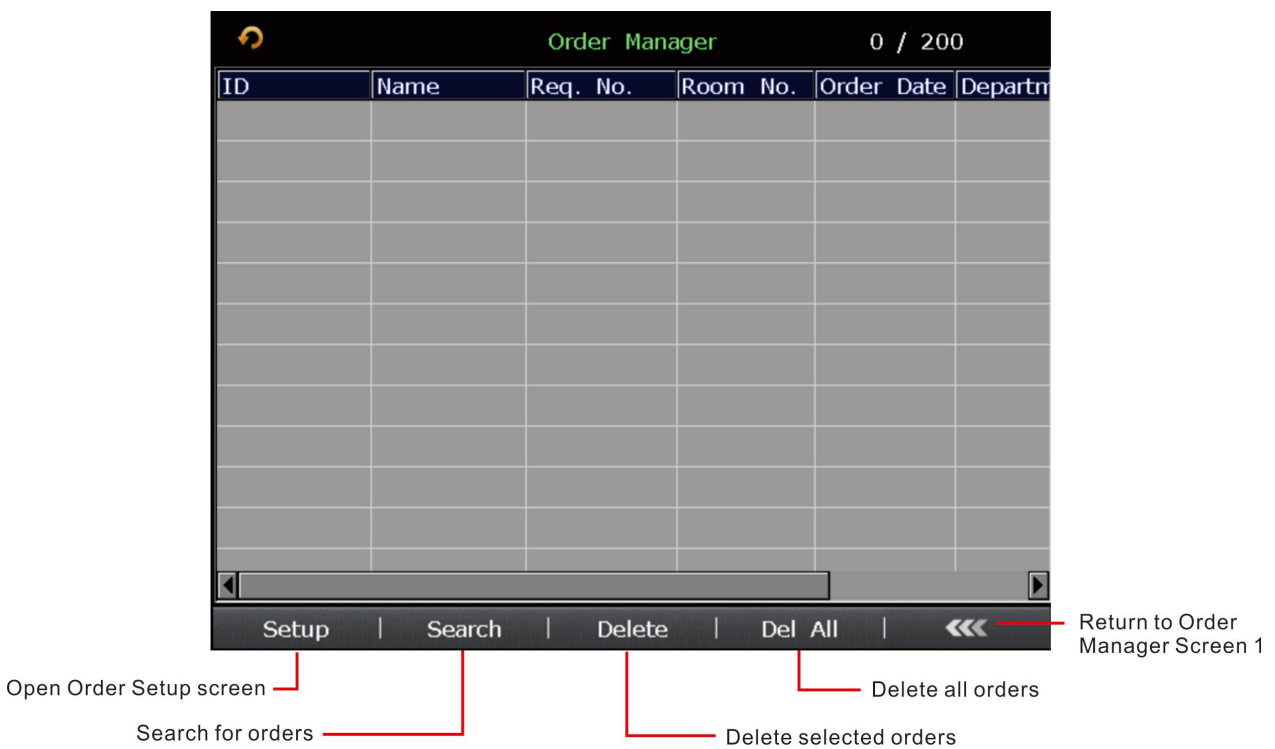 Order Manager 0 / 200
ID Name Req. No. Room No. Order Date Departm
Setup | Search | Delete | Del All |
Return to Order
Manager Screen 1
Open Order Setup screen
Delete all orders
Search for orders
Delete selected orders